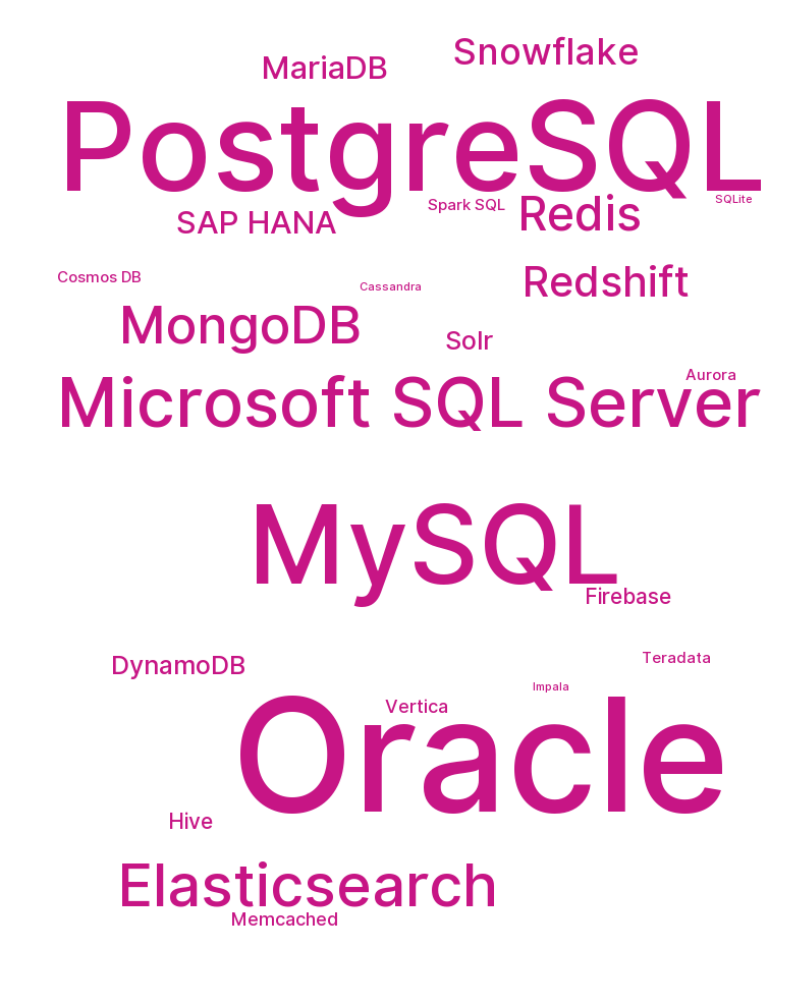 Snowflake
MariaDB
PostgreSQL
SQLite
Spark SQL
Redis
SAP HANA
Cosmos DB
Redshift
Cassandra
MongoDB
Solr
Aurora
Microsoft SQL Server
MySQL
Firebase
Teradata
DynamoDB
Impala
Vertica
Oracle
Hive
Elasticsearch
Memcached